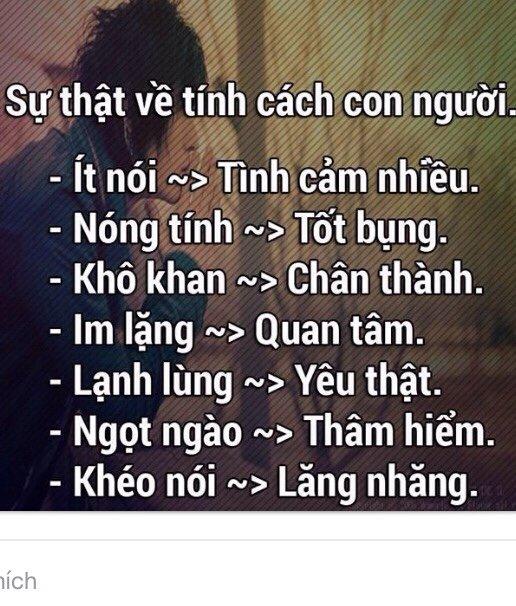 Sự thật về tính cách con người.
- Ít nói ~> Tình cảm nhiều.
- Nóng tính ~> Tốt bụng.
- Khô khan ~> Chân thành.
- Im lặng ~> Quan tâm.
- Lạnh lùng ~> Yêu thật.
- Ngọt ngào ~> Thâm hiểm.
- Khéo nói ~> Lăng nhăng.